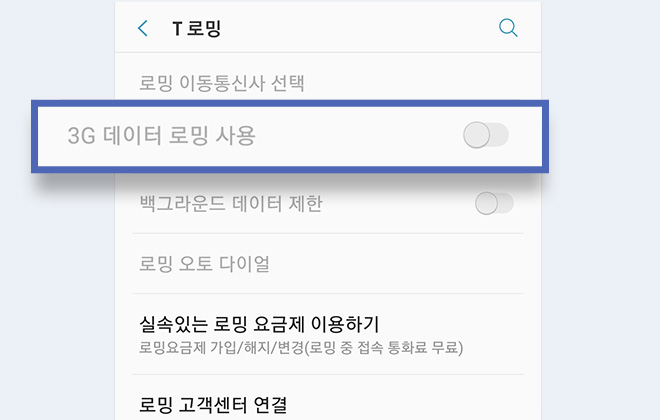 T 로밍
로밍 이동통신사 선택
3G 데이터 로밍 사용
백그라운드 데이터 제한
로밍 오토 다이얼
실속있는 로밍 요금제 이용하기
로밍요금제 가입/해지/변경(로밍 중 접속 통화료 무료)
로밍 고객센터 연결